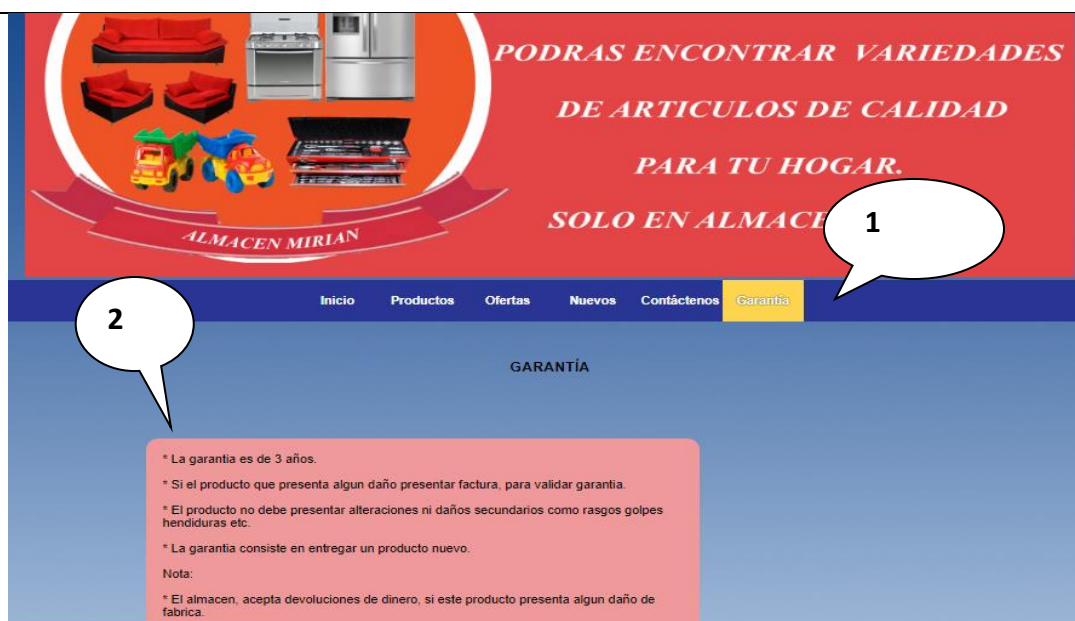 PODRAS ENCONTRAR VARIEDADES
DE ARTICULOS DE CALIDAD
PARA TU HOGAR.
SOLO EN
ALMACEN MIRIAN
1
Inicio Productos Ofertas Nuevos Contáctenos Garantía
2
GARANTÍA
* La garantia es de 3 años.
* Si el producto que presenta algun daño presentar factura, para validar garantia.
* El producto no debe presentar alteraciones ni daños secundarios como rasgos golpes
hendiduras etc.
* La garantia consiste en entregar un producto nuevo.
Nota:
* El almacen, acepta devoluciones de dinero, si este producto presenta algun daño de
fabrica.